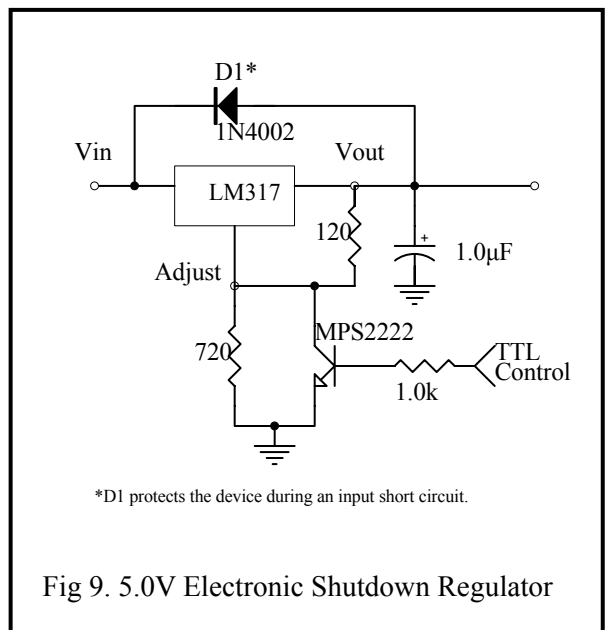 D1*
1N4002
Vin
Vout
LM317
120
+
1.0μF
Adjust
MPS2222
720
TTL
Control
1.0k
*D1 protects the device during an input short circuit.
Fig 9. 5.0V Electronic Shutdown Regulator